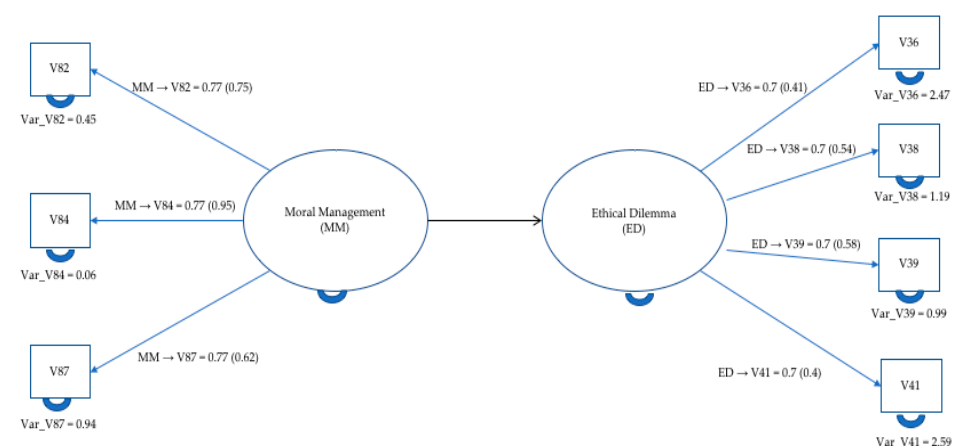 V82
MM → V82 = 0.77 (0.75)
Var_V82 = 0.45
V84
MM → V84 = 0.77 (0.95)
Var_V84 = 0.06
V87
MM → V87 = 0.77 (0.62)
Var_V87 = 0.94
Moral Management
(MM)
Ethical Dilemma
(ED)
V36
ED → V36 = 0.7 (0.41)
Var_V36 = 2.47
V38
ED → V38 = 0.7 (0.54)
Var_V38 = 1.19
V39
ED → V39 = 0.7 (0.58)
Var_V39 = 0.99
V41
ED → V41 = 0.7 (0.4)
Var_V41 = 2.59